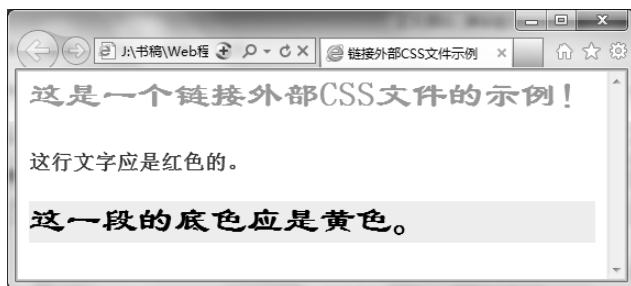 J:\书稿\Web程
链接外部CSS文件示例
这是一个链接外部CSS文件的示例！
这行文字应是红色的。
这一段的底色应是黄色。